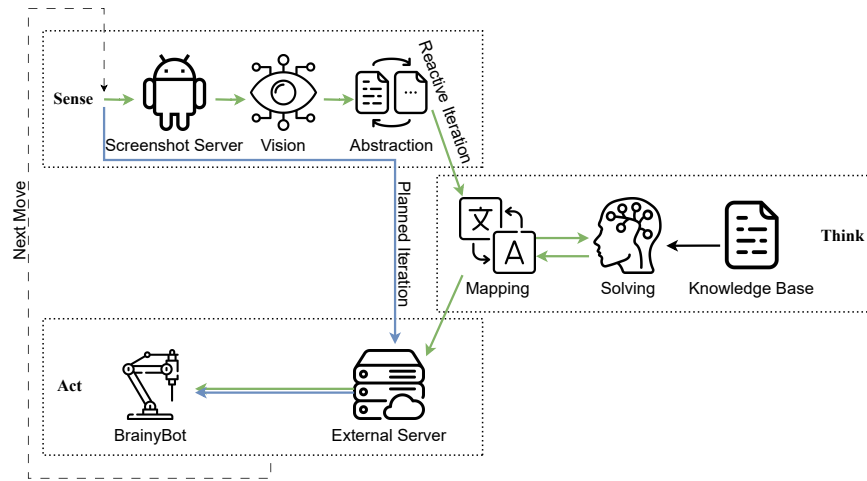 Sense
Screenshot Server
Vision
Abstraction
...
Reactive Iteration
Planned Iteration
Next Move
文
A
Mapping
Solving
Knowledge Base
Think
Act
BrainyBot
External Server